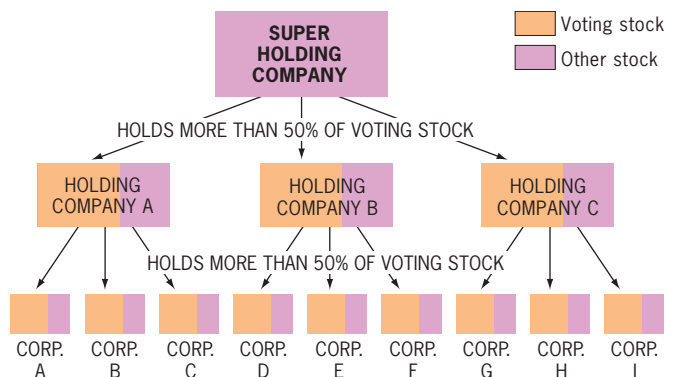 SUPER
HOLDING
COMPANY
Voting stock
Other stock
HOLDS MORE THAN 50% OF VOTING STOCK
HOLDING
COMPANY A
HOLDING
COMPANY B
HOLDING
COMPANY C
HOLDS MORE THAN 50% OF VOTING STOCK
CORP.
A
CORP.
B
CORP.
C
CORP.
D
CORP.
E
CORP.
F
CORP.
G
CORP.
H
CORP.
I